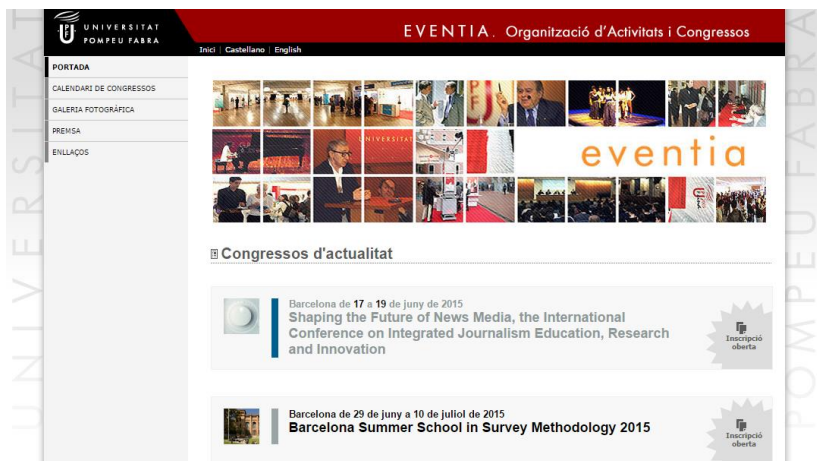 UNIVERSITAT
POMPEU FABRA
EVENTIA. Organització d'Activitats i Congressos
Inici | Castellano | English
PORTADA
CALENDARI DE CONGRESSOS
GALERIA FOTOGRÁFICA
PREMSA
ENLLAÇOS
UNIVERSITAT
eventia
Congressos d'actualitat
Barcelona de 17 a 19 de juny de 2015
Shaping the Future of News Media, the International
Conference on Integrated Journalism Education, Research
and Innovation
Inscripció
oberta
Barcelona de 29 de juny a 10 de juliol de 2015
Barcelona Summer School in Survey Methodology 2015
Inscripció
oberta
UNIVERSITAT
POMPEU FABRA